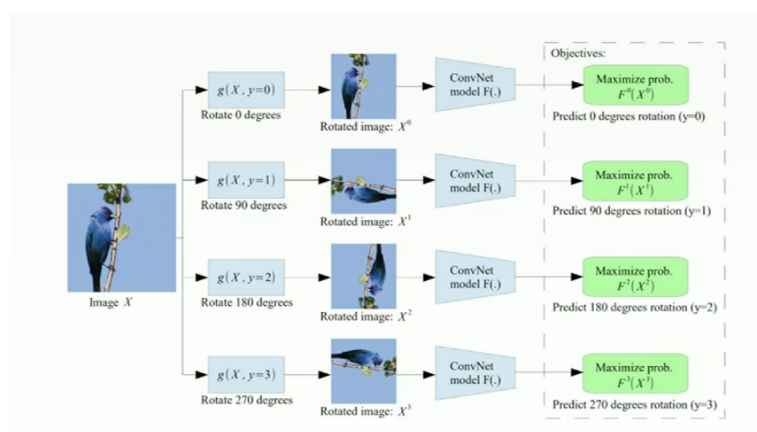 Objectives:
g(X, y=0)
Rotate 0 degrees
Rotated image: X⁰
ConvNet
model F(.)
Maximize prob.
F⁰(X⁰)
Predict 0 degrees rotation (y=0)
g(X, y=1)
Rotate 90 degrees
Rotated image: X¹
ConvNet
model F(.)
Maximize prob.
F¹(X¹)
Predict 90 degrees rotation (y=1)
Image X
g(X, y=2)
Rotate 180 degrees
Rotated image: X²
ConvNet
model F(.)
Maximize prob.
F²(X²)
Predict 180 degrees rotation (y=2)
g(X, y=3)
Rotate 270 degrees
Rotated image: X³
ConvNet
model F(.)
Maximize prob.
F³(X³)
Predict 270 degrees rotation (y=3)